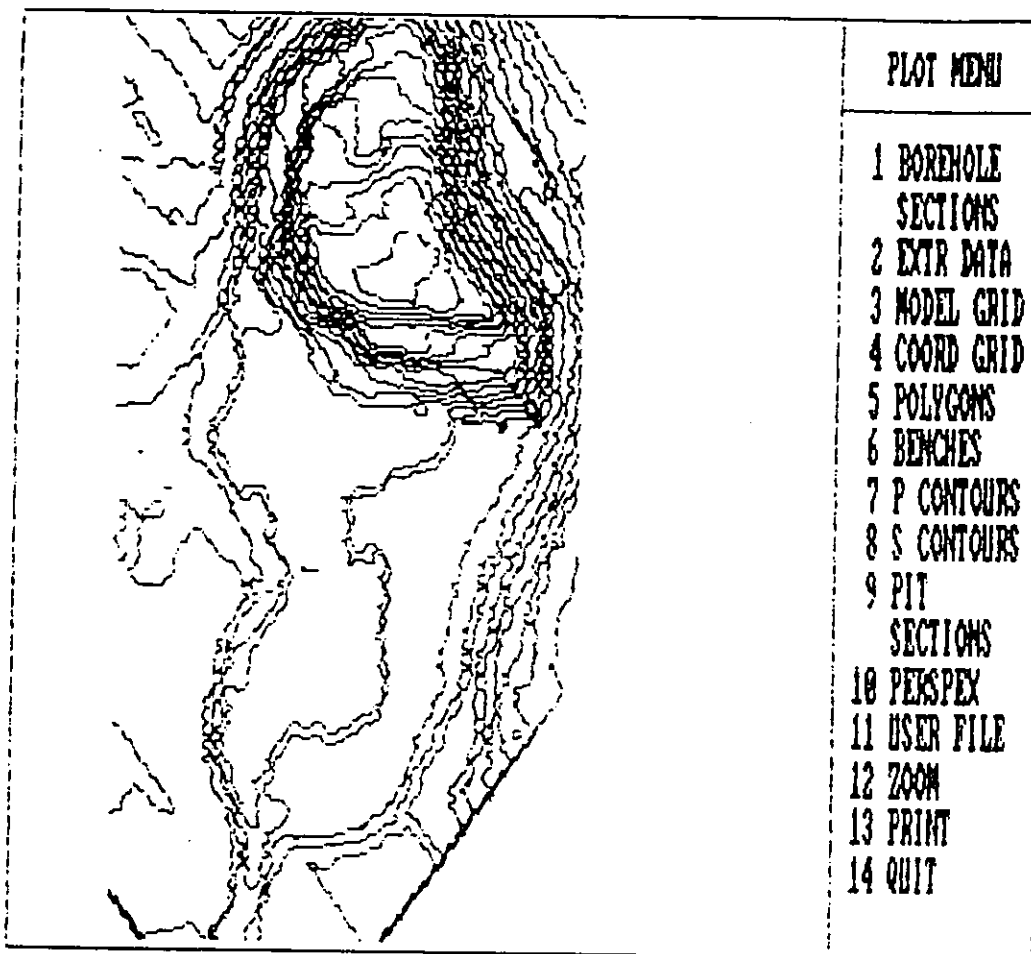 PLOT MENU
1 BOREHOLE
SECTIONS
2 EXTR DATA
3 MODEL GRID
4 COORD GRID
5 POLYGONS
6 BENCHES
7 P CONTOURS
8 S CONTOURS
9 PIT
SECTIONS
10 PERSPEX
11 USER FILE
12 ZOOM
13 PRINT
14 QUIT